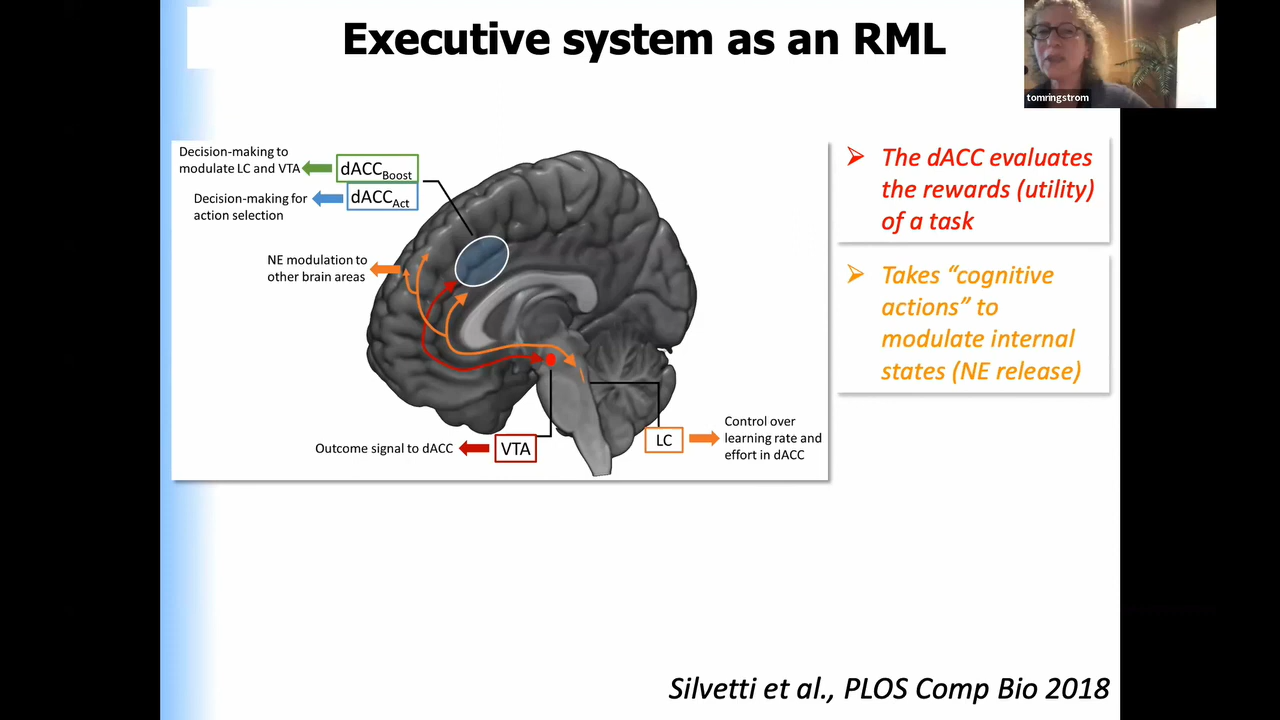 Executive system as an RML
tomringstrom
Decision-making to
modulate LC and VTA
dACCBoost
Decision-making for
action selection
dACCAct
NE modulation to
other brain areas
Outcome signal to dACC
VTA
LC
Control over
learning rate and
effort in dACC
The dACC evaluates
the rewards (utility)
of a task
Takes “cognitive
actions” to
modulate internal
states (NE release)
Silvetti et al., PLOS Comp Bio 2018